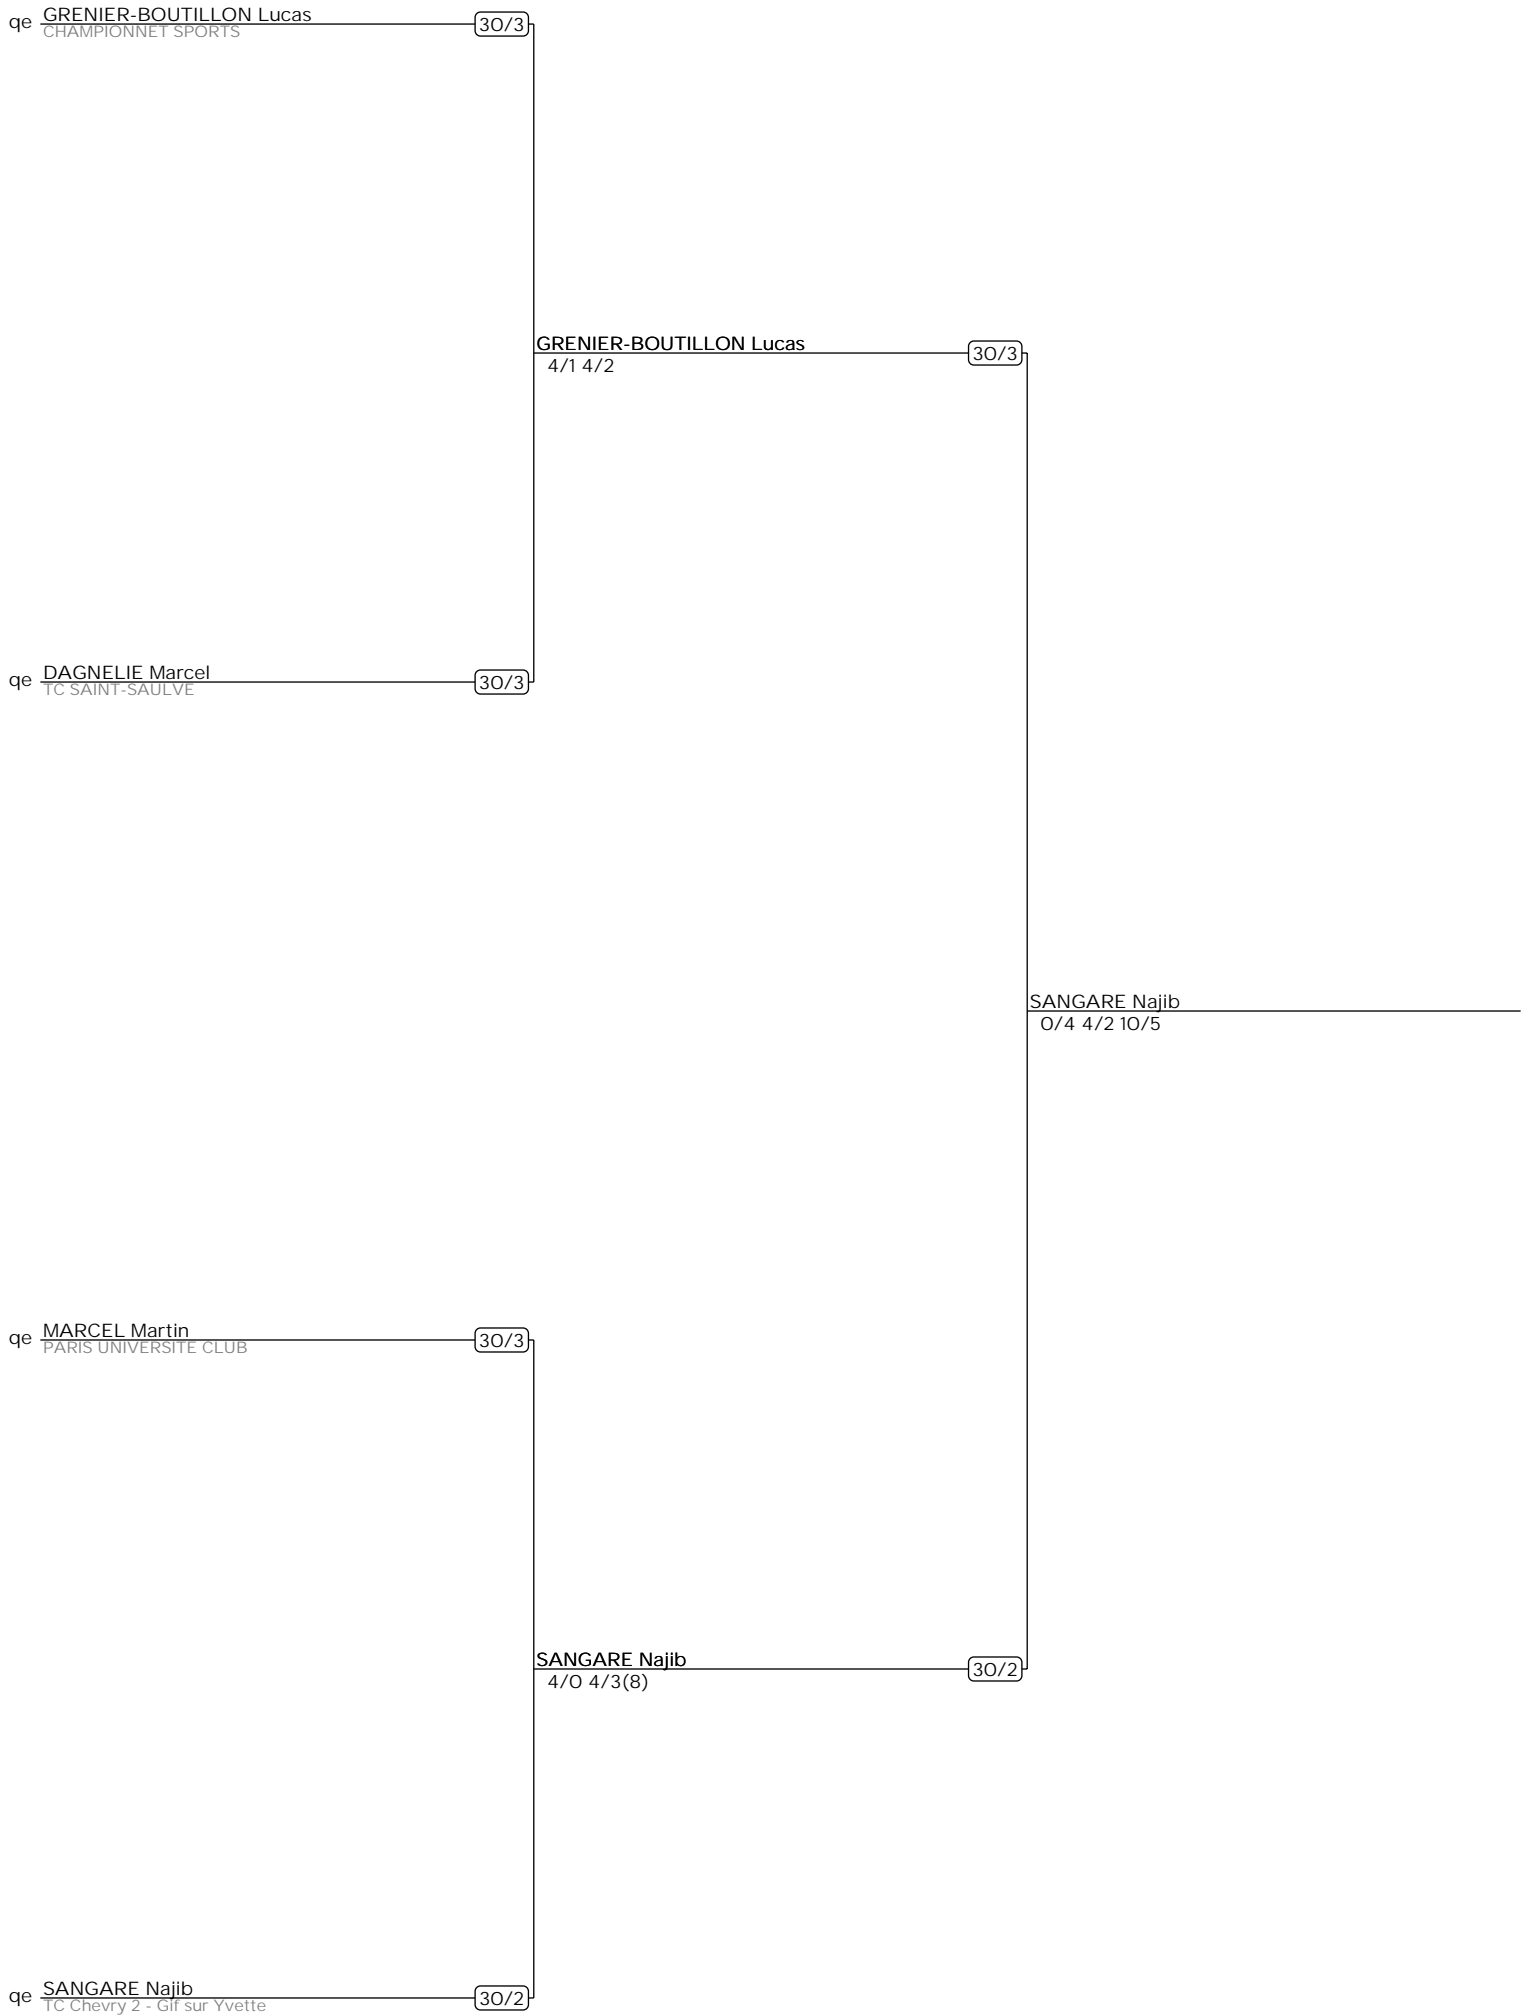 qe GRENIER-BOUTILLON Lucas 30/3
CHAMPIONNET SPORTS
GRENIER-BOUTILLON Lucas 30/3
4/1 4/2
qe DAGNELIE Marcel 30/3
TC SAINT-SAULVE
SANGARE Najib
0/4 4/2 10/5
qe MARCEL Martin 30/3
PARIS UNIVERSITE CLUB
SANGARE Najib 30/2
4/0 4/3(8)
qe SANGARE Najib 30/2
TC Chevry 2 - Gif sur Yvette